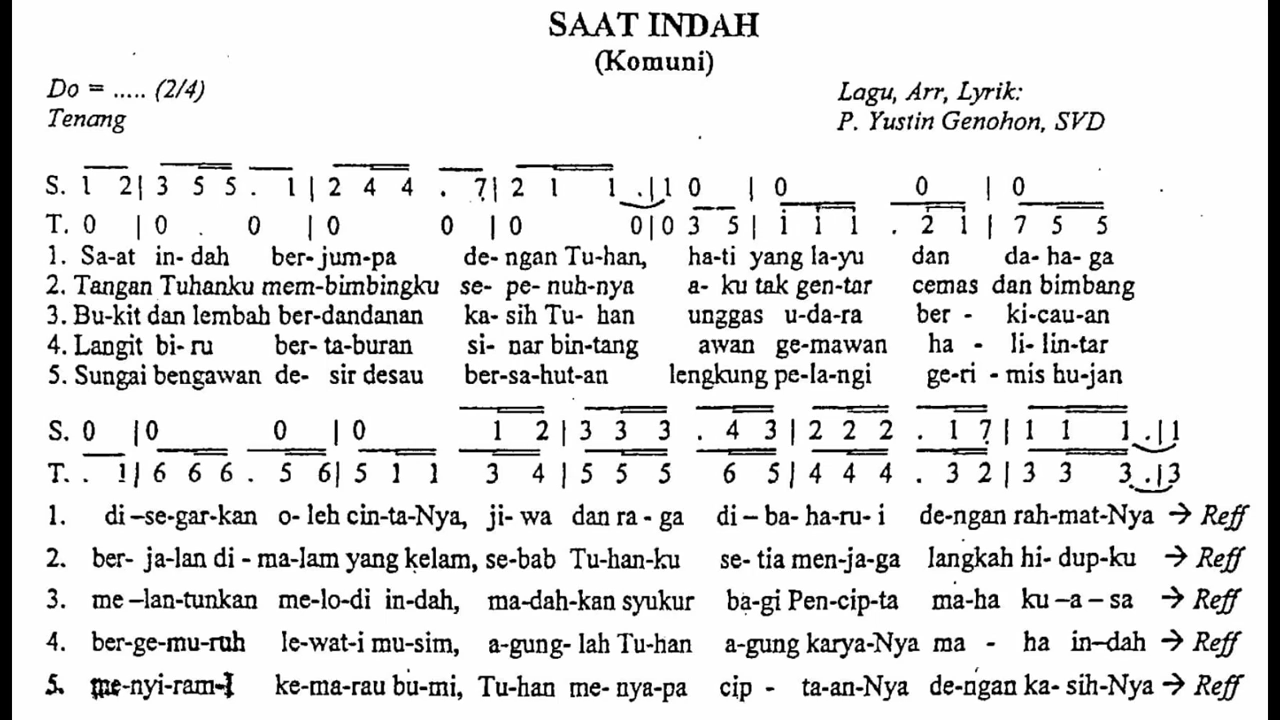 SAAT INDAH
(Komuni)
Do = ..... (2/4)
Tenang
Lagu, Arr, Lyrik:
P. Yustin Genohon, SVD
S. 1 2| 3 5 5 . 1 | 2 4 4 . 7| 2 1 1 .|1 0 | 0 0 | 0
T. 0 | 0 . 0 | 0 0 | 0 0|0 3 5 | i 1 1 . 2 1 | 7 5 5
1. Sa-at in- dah ber- jum-pa de- ngan Tu-han, ha-ti yang la-yu dan da- ha- ga
2. Tangan Tuhanku mem-bimbingku se- pe- nuh-nya a- ku tak gen-tar cemas dan bimbang
3. Bu-kit dan lembah ber-dandanan ka- sih Tu- han unggas u-da-ra ber - ki-cau-an
4. Langit bi- ru ber- ta-buran si- nar bin-tang awan ge-mawan ha - li- lin-tar
5. Sungai bengawan de- sir desau ber-sa-hut-an lengkung pe-la-ngi ge-ri - mis hu-jan
S. 0 |0 0 | 0 1 2 | 3 3 3 . 4 3 | 2 2 2 . 1 7 | 1 1 1 .|1
T. . 1| 6 6 6 . 5 6| 5 1 1 3 4 | 5 5 5 6 5| 4 4 4 . 3 2 | 3 3 3 .|3
1. di –se-gar-kan o- leh cin-ta-Nya, ji- wa dan ra - ga di – ba- ha-ru- i de-ngan rah-mat-Nya → Reff
2. ber- ja-lan di - ma-lam yang kelam, se-bab Tu-han-ku se- tia men-ja-ga langkah hi- dup-ku → Reff
3. me –lan-tunkan me-lo-di in-dah, ma-dah-kan syukur ba-gi Pen-cip-ta ma-ha ku –a – sa → Reff
4. ber-ge-mu-ruh le-wat-i mu-sim, a-gung- lah Tu-han a-gung karya-Nya ma - ha in–dah → Reff
5. me-nyi-ram-i ke-ma-rau bu-mi, Tu-han me- nya-pa cip - ta-an-Nya de-ngan ka- sih-Nya → Reff